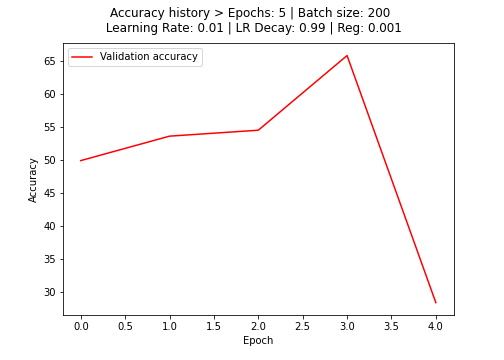 Accuracy history > Epochs: 5 | Batch size: 200
Learning Rate: 0.01 | LR Decay: 0.99 | Reg: 0.001
Validation accuracy
65
60
55
50
45
40
35
30
Accuracy
0.0 0.5 1.0 1.5 2.0 2.5 3.0 3.5 4.0
Epoch